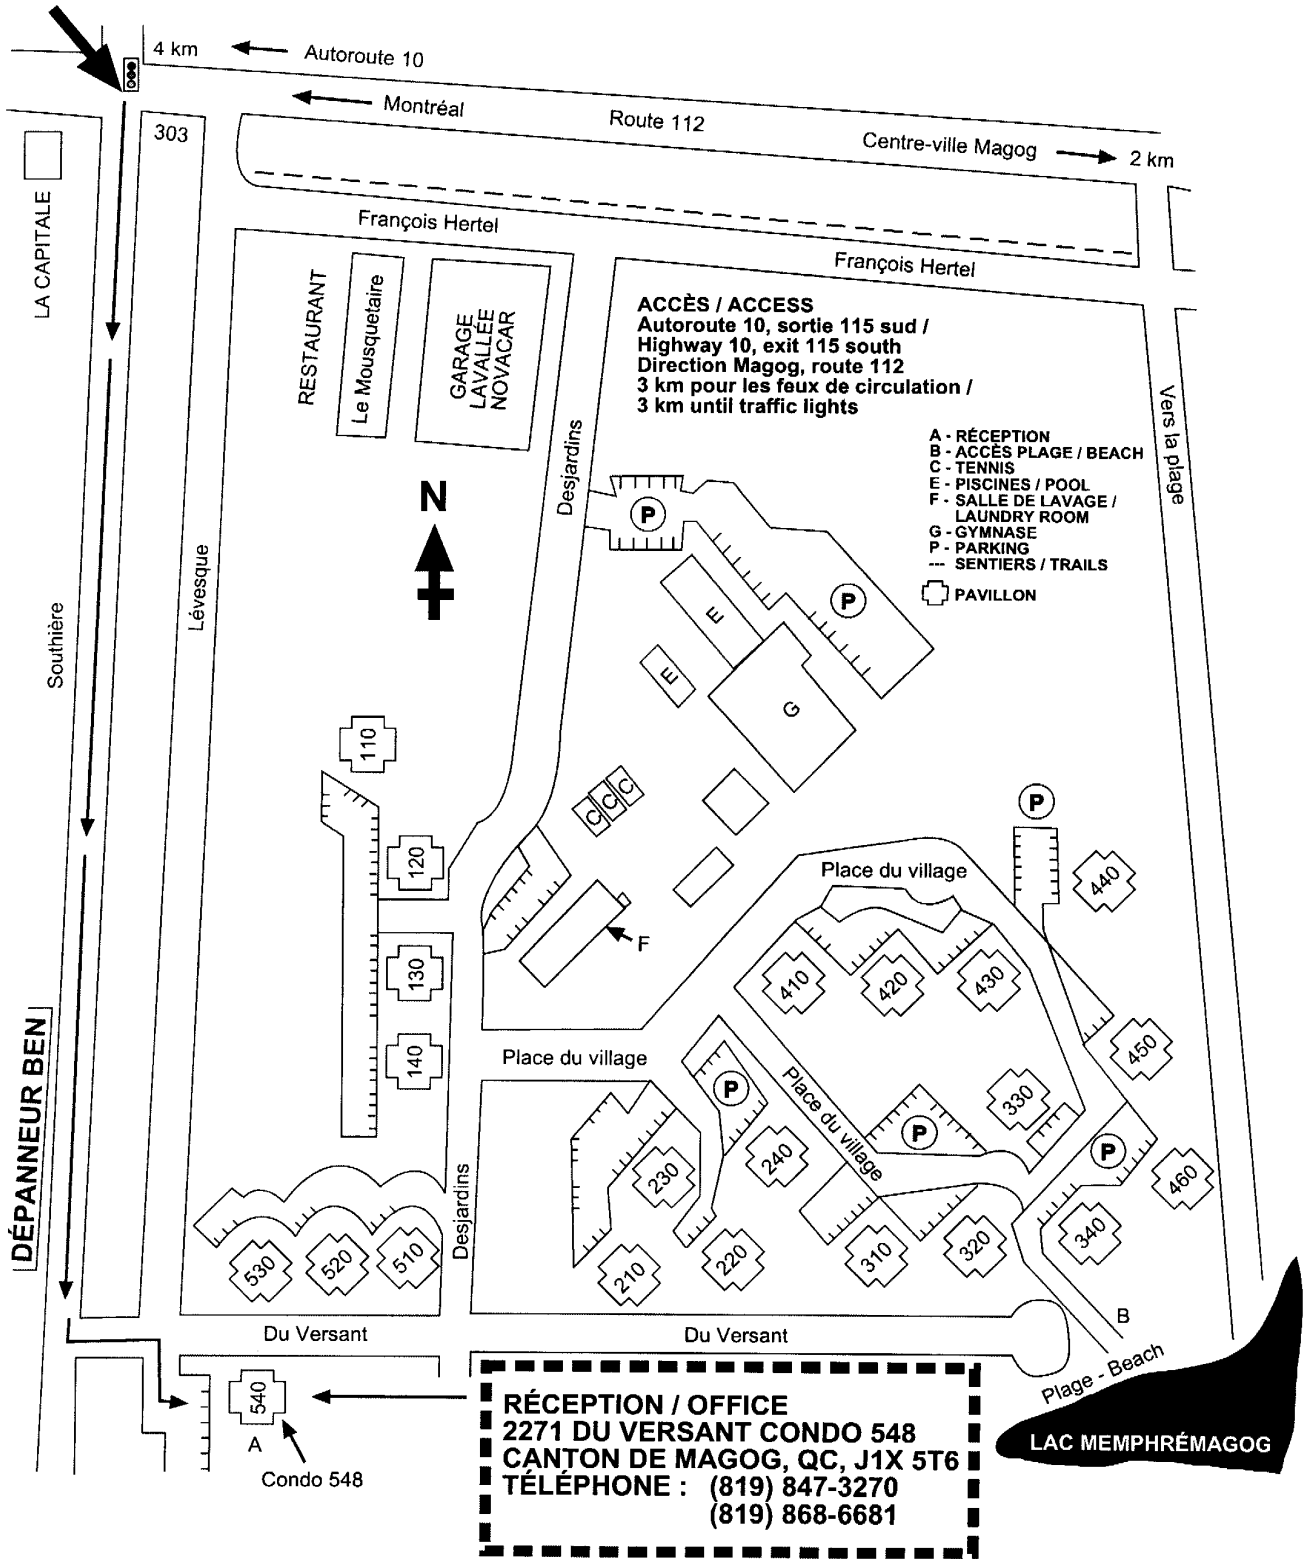 4 km
Autoroute 10
Montréal
Route 112
Centre-ville Magog
2 km
303
LA CAPITALE
François Hertel
François Hertel
RESTAURANT
Le Mousquetaire
GARAGE
LAVALLÉE
NOVACAR
ACCÈS / ACCESS
Autoroute 10, sortie 115 sud /
Highway 10, exit 115 south
Direction Magog, route 112
3 km pour les feux de circulation /
3 km until traffic lights
A - RÉCEPTION
B - ACCÈS PLAGE / BEACH
C - TENNIS
E - PISCINES / POOL
F - SALLE DE LAVAGE /
LAUNDRY ROOM
G - GYMNASE
P - PARKING
--- SENTIERS / TRAILS
PAVILLON
Vers la plage
Desjardins
N
P
P
E
E
G
Lévesque
Southière
110
C
C
C
P
120
Place du village
440
F
130
410
420
430
140
Place du village
450
P
Place du village
330
P
P
240
230
460
DÉPANNEUR BEN
Desjardins
530
520
510
210
220
310
320
340
B
Du Versant
Du Versant
Plage - Beach
540
A
Condo 548
RÉCEPTION / OFFICE
2271 DU VERSANT CONDO 548
CANTON DE MAGOG, QC, J1X 5T6
TÉLÉPHONE : (819) 847-3270
(819) 868-6681
LAC MEMPHRÉMAGOG